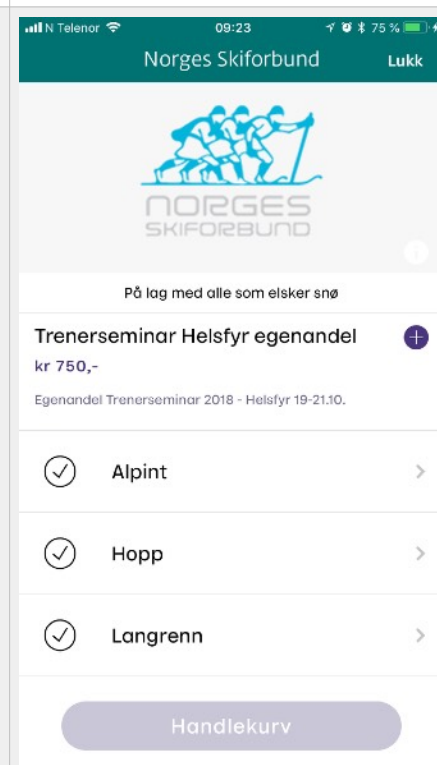 N Telenor 09:23 75 %
Norges Skiforbund Lukk
NORGES
SKIFORBUND
På lag med alle som elsker snø
Trenerseminar Helsfyr egenandel
kr 750,-
Egenandel Trenerseminar 2018 - Helsfyr 19-21.10.
Alpint
Hopp
Langrenn
Handlekurv